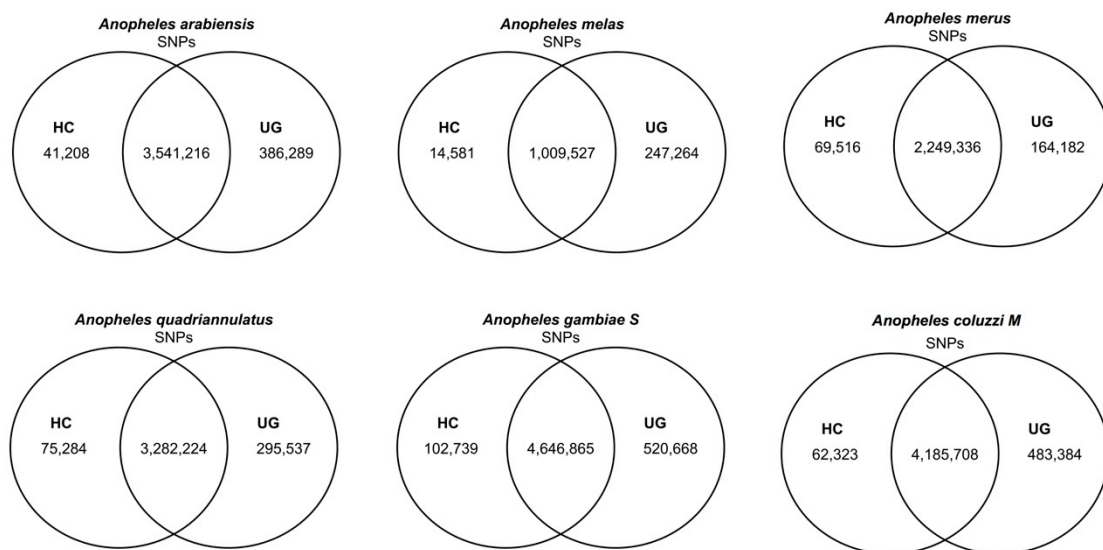 Anopheles arabiensis
SNPs
HC
UG
41,208
3,541,216
386,289
Anopheles melas
SNPs
HC
UG
14,581
1,009,527
247,264
Anopheles merus
SNPs
HC
UG
69,516
2,249,336
164,182
Anopheles quadriannulatus
SNPs
HC
UG
75,284
3,282,224
295,537
Anopheles gambiae S
SNPs
HC
UG
102,739
4,646,865
520,668
Anopheles coluzzi M
SNPs
HC
UG
62,323
4,185,708
483,384